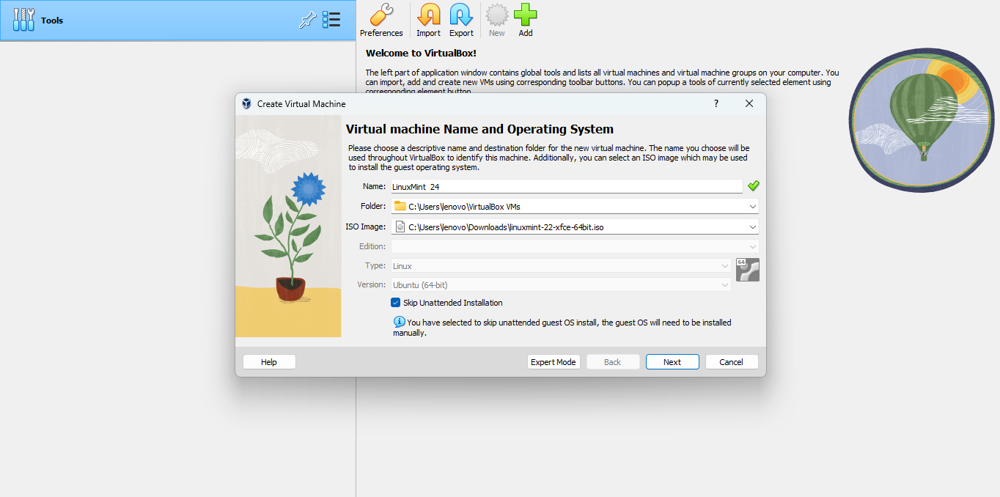 Tools
Preferences
Import
Export
New
Add
Welcome to VirtualBox!
The left part of application window contains global tools and lists all virtual machines and virtual machine groups on your computer. You
can import, add and create new VMs using corresponding toolbar buttons. You can popup a tools of currently selected element using
corresponding element button.
Create Virtual Machine
?
Virtual machine Name and Operating System
Please choose a descriptive name and destination folder for the new virtual machine. The name you choose will be
used throughout VirtualBox to identify this machine. Additionally, you can select an ISO image which may be used
to install the guest operating system.
Name: LinuxMint 24
Folder: C:\Users\lenovo\VirtualBox VMs
ISO Image: C:\Users\lenovo\Downloads\linuxmint-22-xfce-64bit.iso
Edition:
Type: Linux
64
Version: Ubuntu (64-bit)
Skip Unattended Installation
You have selected to skip unattended guest OS install, the guest OS will need to be installed
manually.
Help
Expert Mode
Back
Next
Cancel